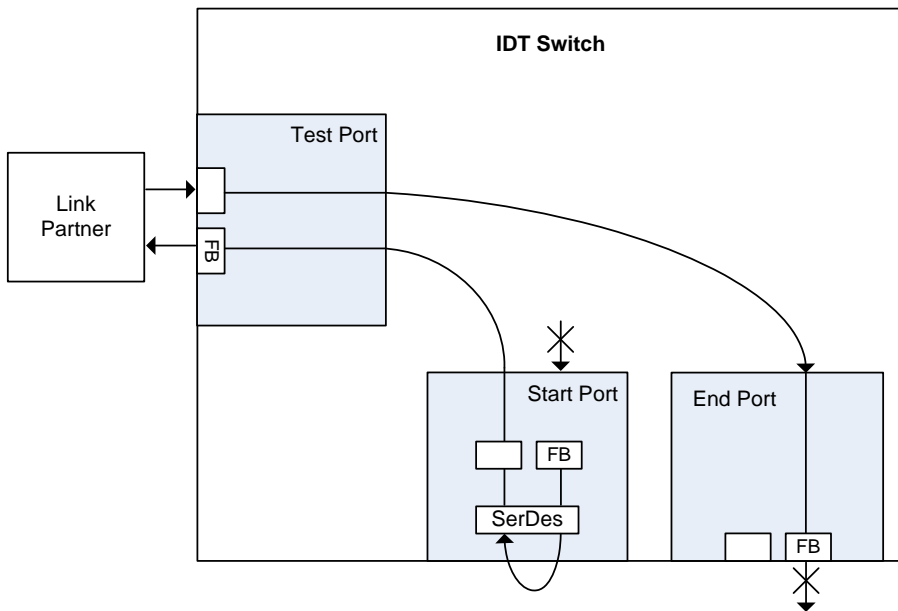 IDT Switch
Test Port
Link
Partner
FB
Start Port
End Port
FB
SerDes
FB